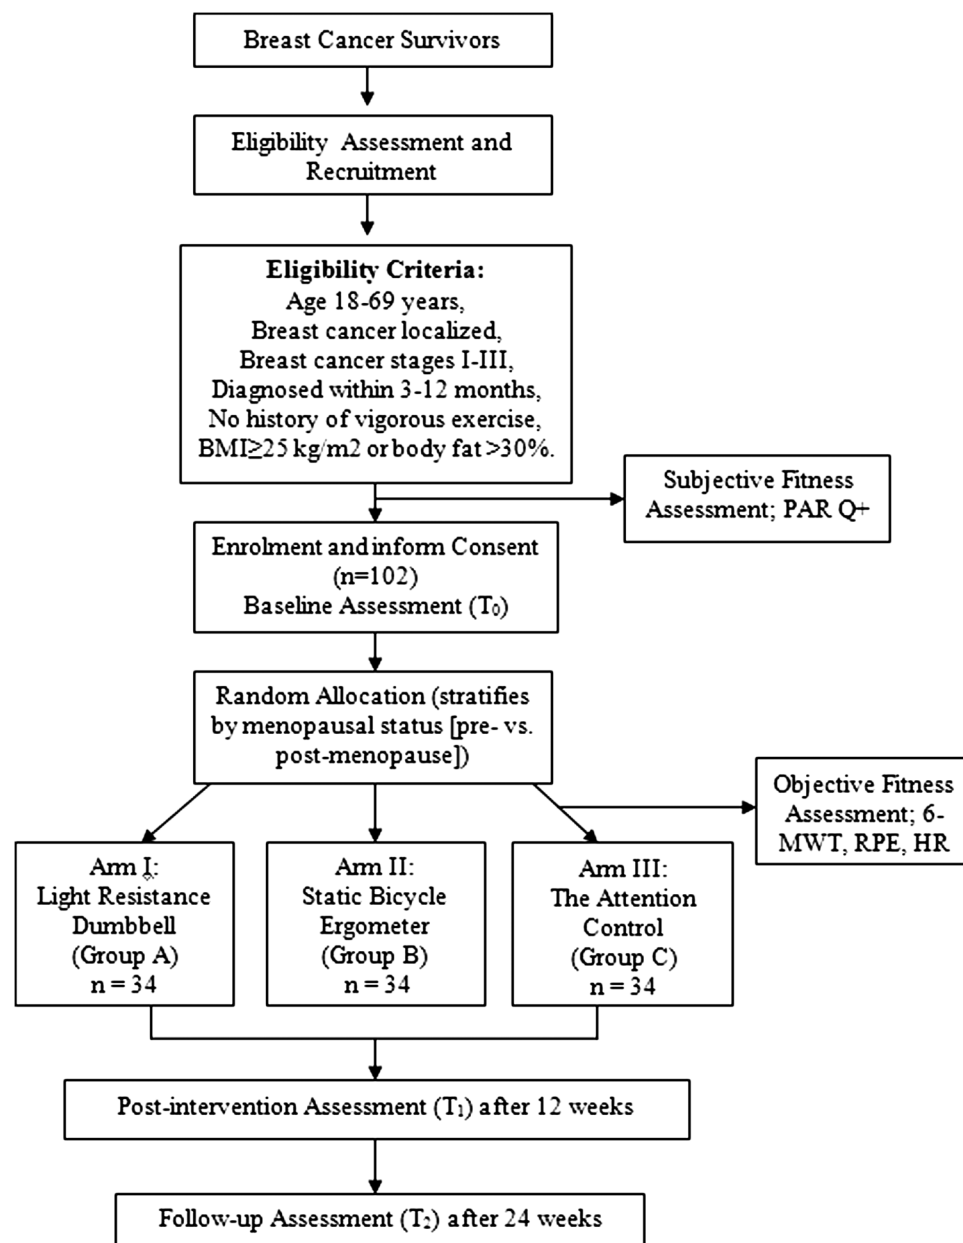 Breast Cancer Survivors
Eligibility Assessment and
Recruitment
Eligibility Criteria:
Age 18-69 years,
Breast cancer localized,
Breast cancer stages I-III,
Diagnosed within 3-12 months,
No history of vigorous exercise,
BMI≥25 kg/m2 or body fat >30%.
Subjective Fitness
Assessment; PAR Q+
Enrolment and inform Consent
(n=102)
Baseline Assessment (T₀)
Random Allocation (stratifies
by menopausal status [pre- vs.
post-menopause])
Objective Fitness
Assessment; 6-
MWT, RPE, HR
Arm I:
Light Resistance
Dumbbell
(Group A)
n = 34
Arm II:
Static Bicycle
Ergometer
(Group B)
n = 34
Arm III:
The Attention
Control
(Group C)
n = 34
Post-intervention Assessment (T₁) after 12 weeks
Follow-up Assessment (T₂) after 24 weeks